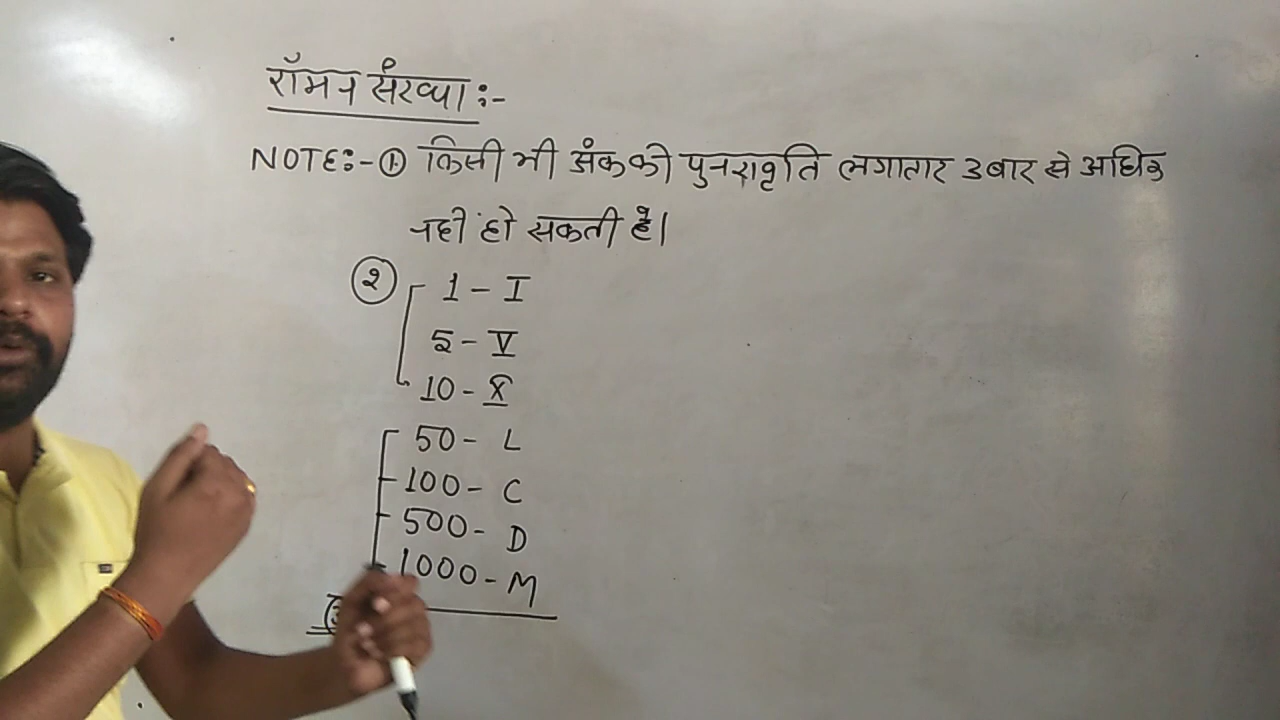 रॉमन संख्या :-
NOTE:- ① किसी भी अंक की पुनरावृति लगातार 3 बार से अधिक
नही हो सकती है।
② 1 - I
5 - V
10 - X
50 - L
100 - C
500 - D
1000 - M